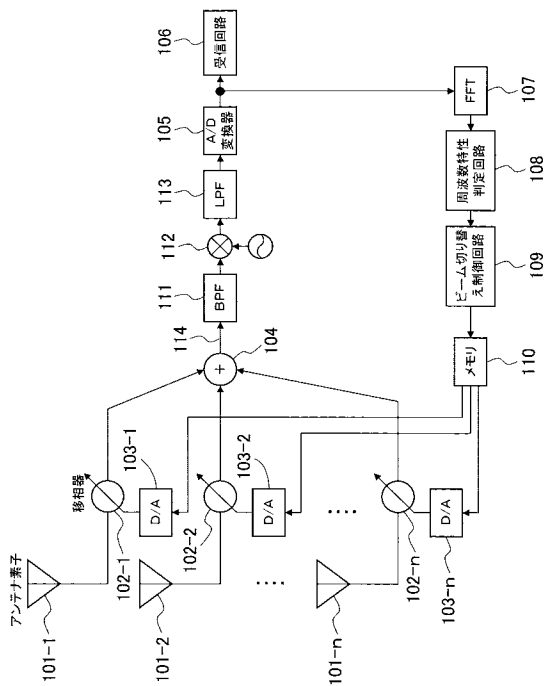 アンテナ素子
101-1
移相器
102-1
103-1
D/A
101-2
102-2
103-2
D/A
101-n
102-n
103-n
D/A
+
104
114
BPF
111
112
LPF
113
A/D
変換器
105
受信回路
106
FFT
107
周波数特性
判定回路
108
ビーム切り替
え制御回路
109
メモリ
110